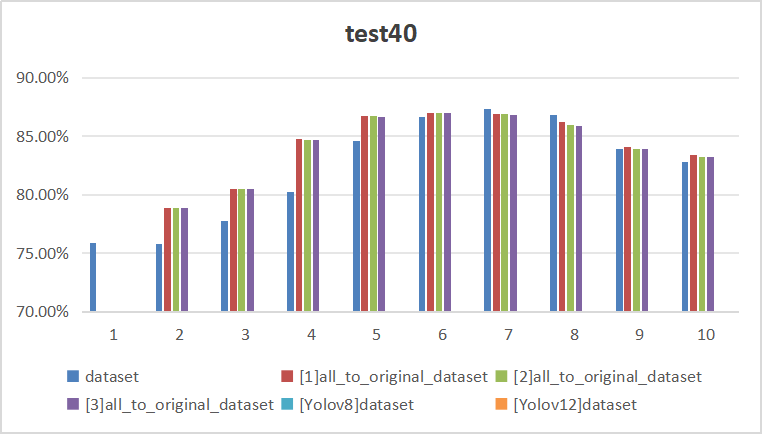 test40
90.00%
85.00%
80.00%
75.00%
70.00%
1 2 3 4 5 6 7 8 9 10
dataset [1]all_to_original_dataset [2]all_to_original_dataset
[3]all_to_original_dataset [Yolov8]dataset [Yolov12]dataset